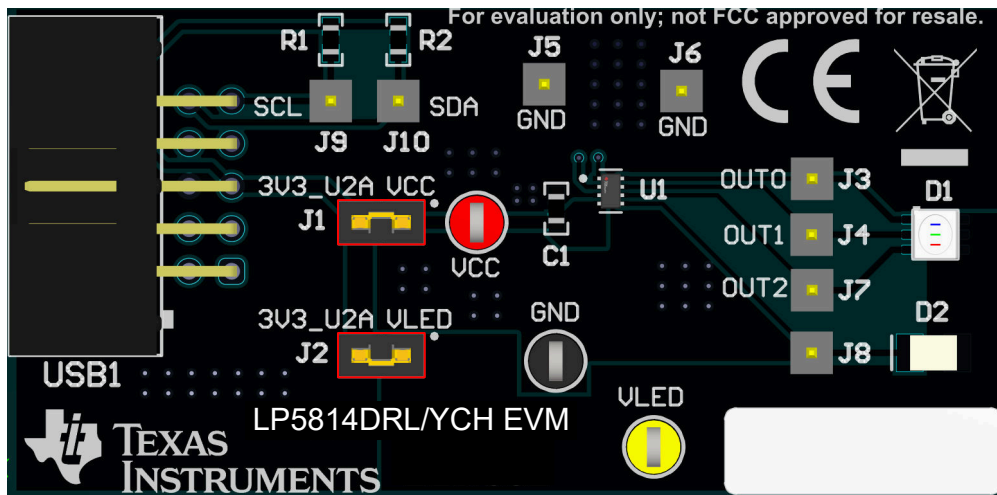 For evaluation only; not FCC approved for resale.
R1
R2
J5
J6
SCL
SDA
GND
GND
J9
J10
3V3_U2A VCC
J1
VCC
C1
U1
OUT0
J3
D1
OUT1
J4
OUT2
J7
3V3_U2A VLED
J2
GND
D2
J8
USB1
VLED
LP5814DRL/YCH EVM
TEXAS
INSTRUMENTS
CE